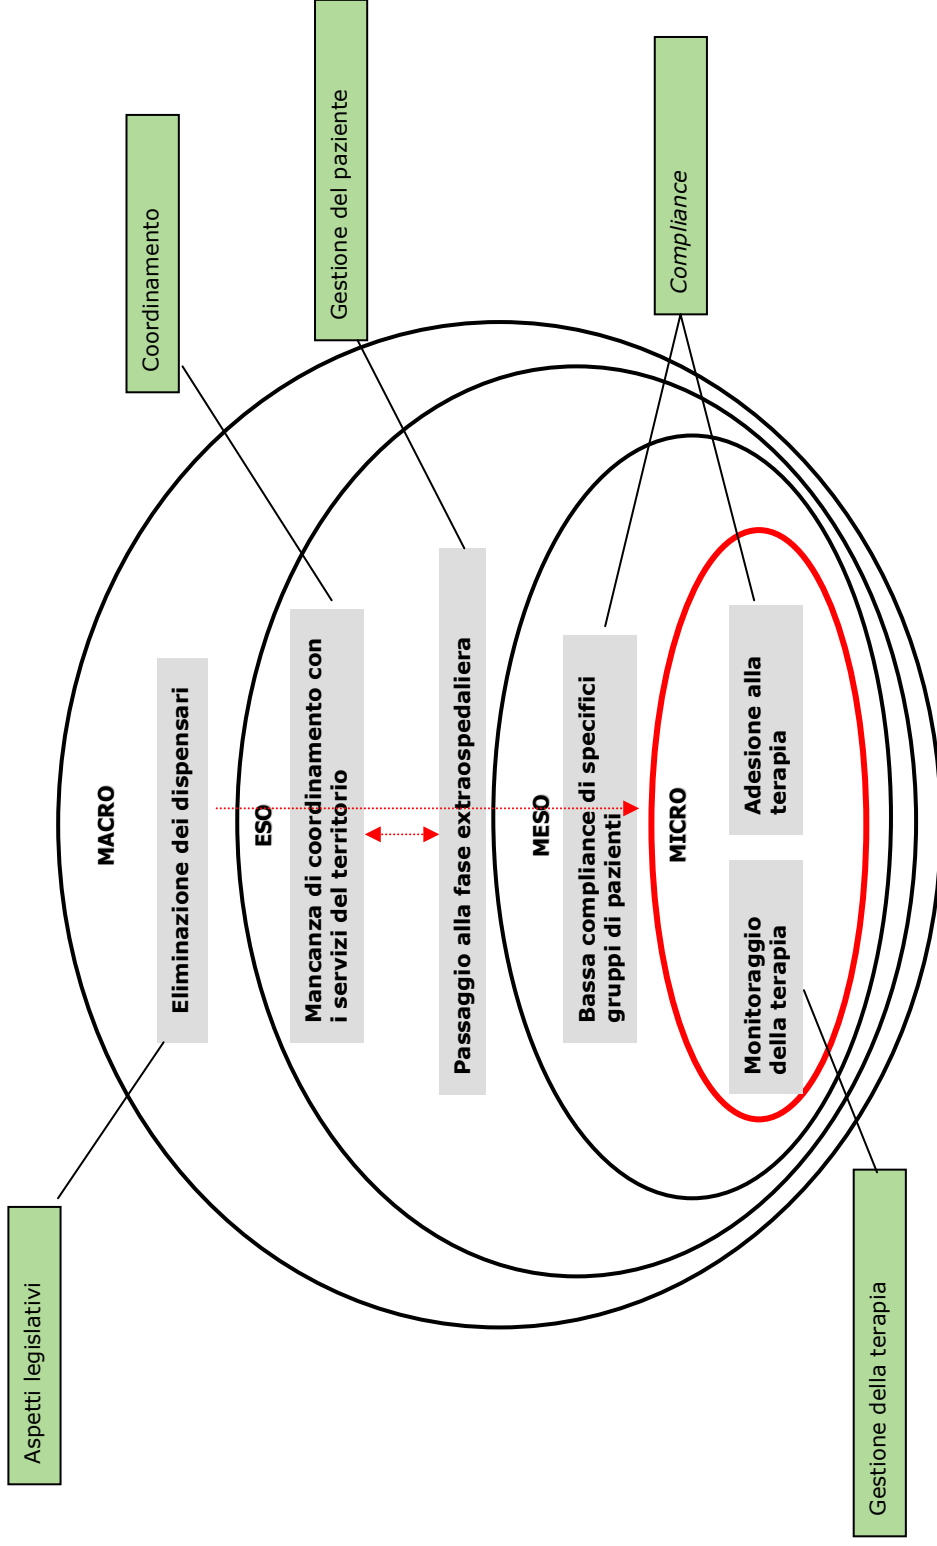 Aspetti legislativi
Coordinamento
Gestione del paziente
MACRO
Eliminazione dei dispensari
ESO
Mancanza di coordinamento con
i servizi del territorio
Passaggio alla fase extraospedaliera
MESO
Bassa compliance di specifici
gruppi di pazienti
Compliance
MICRO
Monitoraggio
della terapia
Adesione alla
terapia
Gestione della terapia